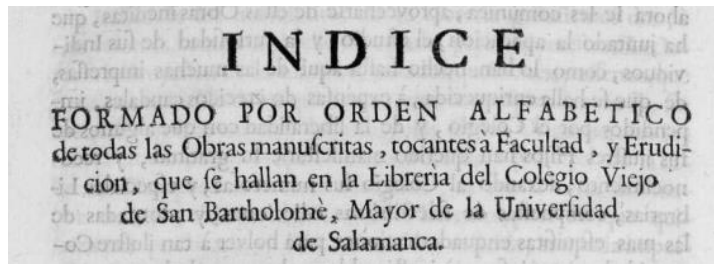 INDICE
FORMADO POR ORDEN ALFABETICO
de todas las Obras manuſcritas, tocantes a Facultad, y Erudi-
cion, que ſe hallan en la Libreria del Colegio Viejo
de San Bartholomè, Mayor de la Univerſidad
de Salamanca.